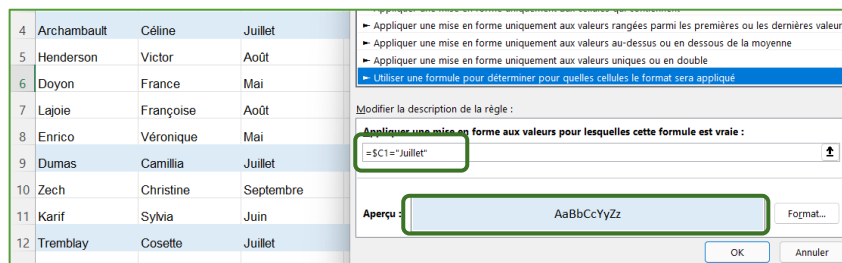 4 Archambault Céline Juillet
5 Henderson Victor Août
6 Doyon France Mai
7 Lajoie Françoise Août
8 Enrico Véronique Mai
9 Dumas Camillia Juillet
10 Zech Christine Septembre
11 Karif Sylvia Juin
12 Tremblay Cosette Juillet
► Appliquer une mise en forme uniquement aux valeurs rangées parmi les premières ou les dernières valeur
► Appliquer une mise en forme uniquement aux valeurs au-dessus ou en dessous de la moyenne
► Appliquer une mise en forme uniquement aux valeurs uniques ou en double
► Utiliser une formule pour déterminer pour quelles cellules le format sera appliqué
Modifier la description de la règle :
Appliquer une mise en forme aux valeurs pour lesquelles cette formule est vraie :
=$C1="Juillet"
Aperçu :
AaBbCcYyZz
Format...
OK
Annuler